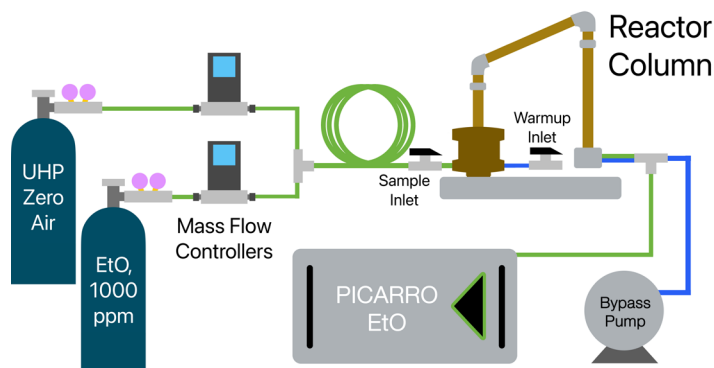 Reactor
Column
Warmup
Inlet
UHP
Zero
Air
Sample
Inlet
Mass Flow
Controllers
EtO,
1000
ppm
PICARRO
EtO
Bypass
Pump